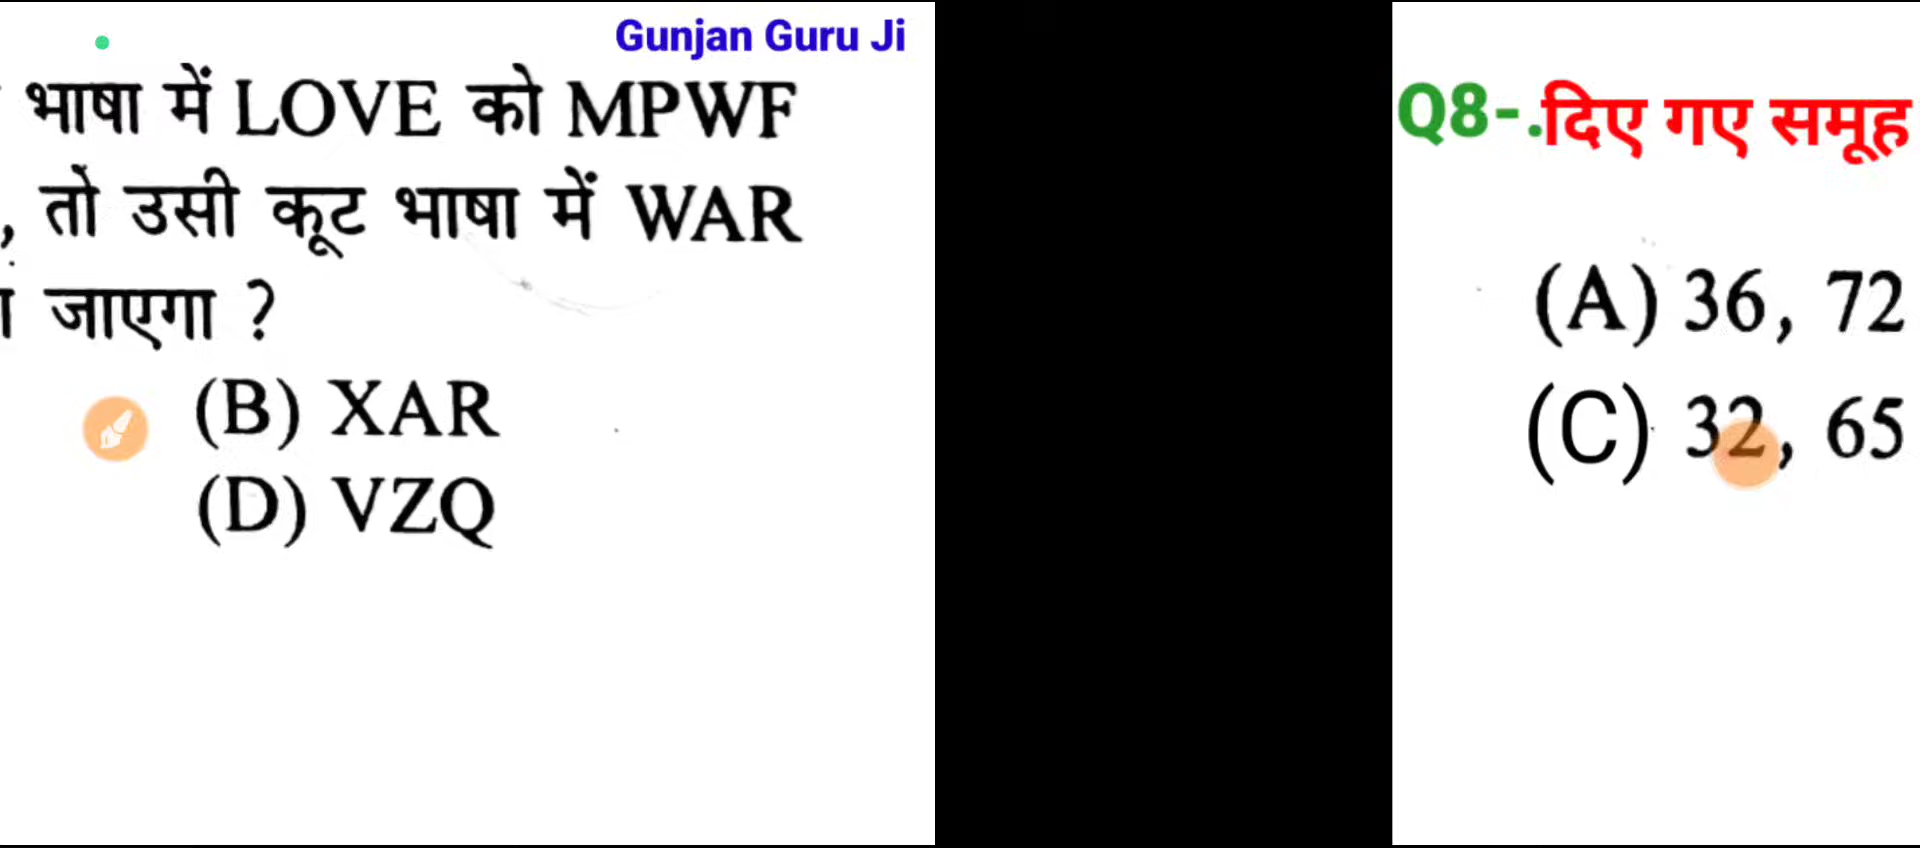 Gunjan Guru Ji
भाषा में LOVE को MPWF
, तो उसी कूट भाषा में WAR
जाएगा ?
(B) XAR
(D) VZQ
Q8-.दिए गए समूह
(A) 36, 72
(C) 32, 65